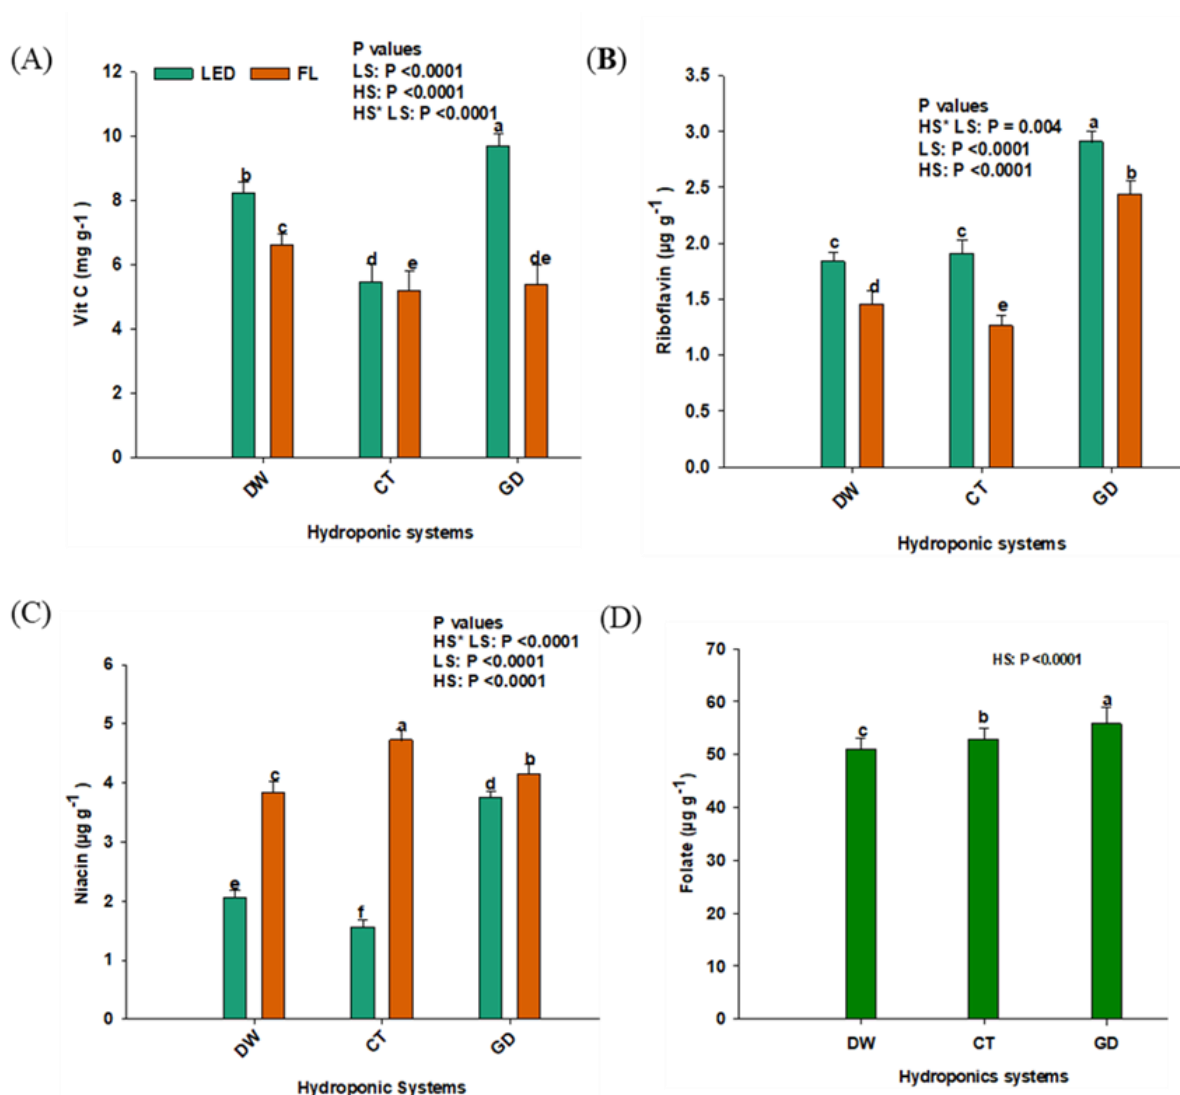 (A)
P values
LS: P <0.0001
HS: P <0.0001
HS* LS: P <0.0001
LED FL
12
10
8
6
4
2
0
Vit C (mg g-1)
b
c
d
e
a
de
DW
CT
GD
Hydroponic systems
(B)
P values
HS* LS: P = 0.004
LS: P <0.0001
HS: P <0.0001
3.5
3.0
2.5
2.0
1.5
1.0
0.5
0.0
Riboflavin (µg g-1)
c
d
c
e
a
b
DW
CT
GD
Hydroponic systems
(C)
P values
HS* LS: P <0.0001
LS: P <0.0001
HS: P <0.0001
6
5
4
3
2
1
0
Niacin (µg g-1)
e
c
f
a
d
b
DW
CT
GD
Hydroponic Systems
(D)
HS: P <0.0001
70
60
50
40
30
20
10
0
Folate (µg g-1)
c
b
a
DW
CT
GD
Hydroponics systems